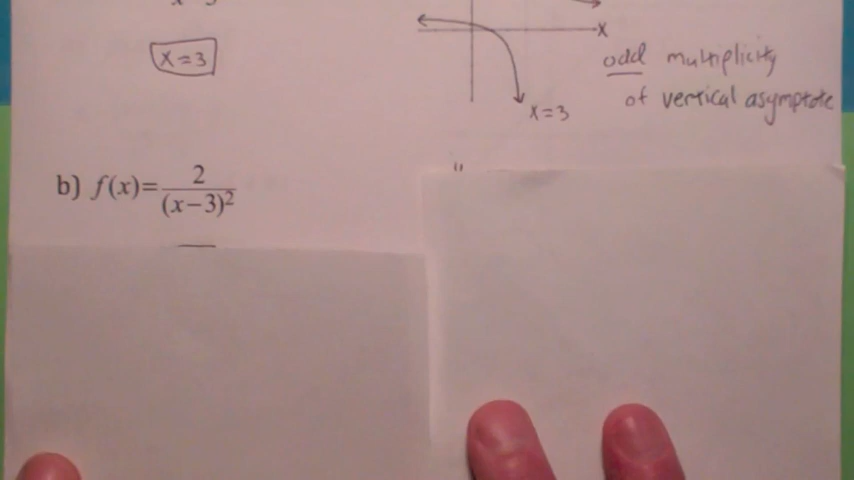 x=3
x
odd multiplicity
of vertical asymptote
x=3
b) f(x)=2/(x-3)²